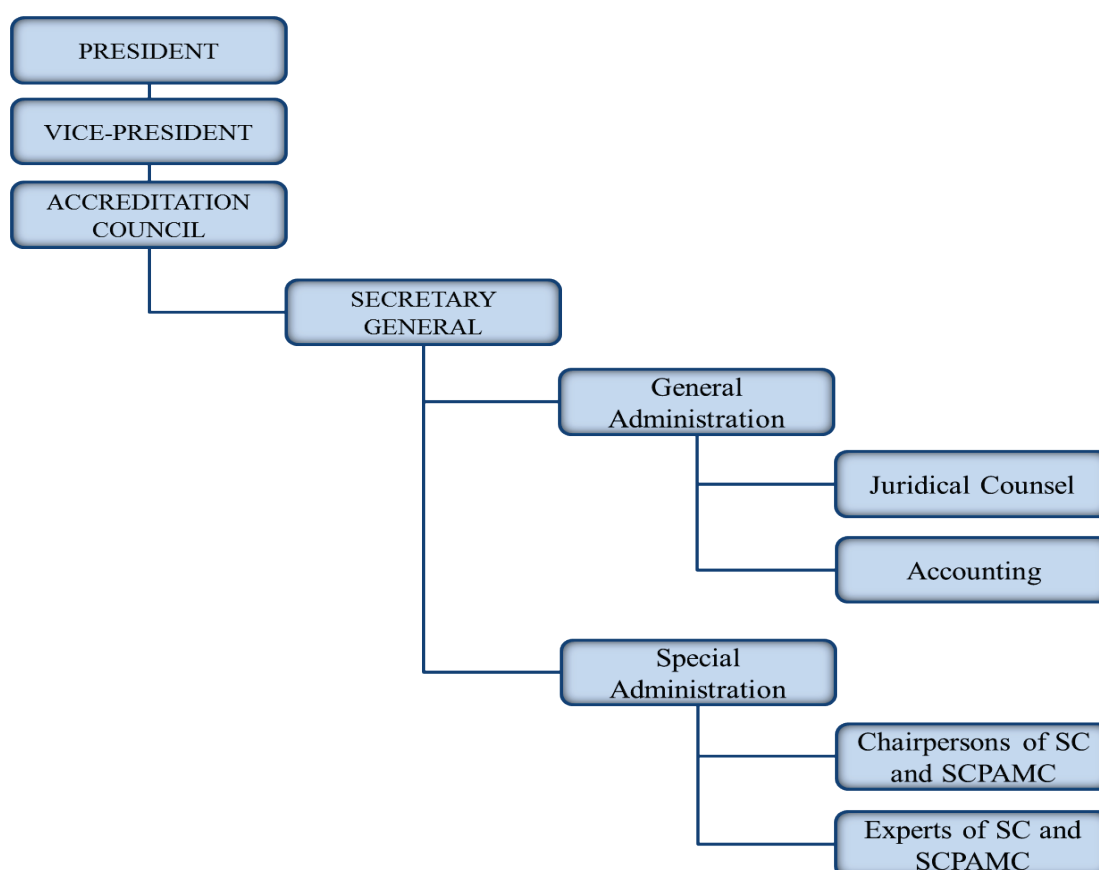 PRESIDENT
VICE-PRESIDENT
ACCREDITATION
COUNCIL
SECRETARY
GENERAL
General
Administration
Juridical Counsel
Accounting
Special
Administration
Chairpersons of SC
and SCPAMC
Experts of SC and
SCPAMC